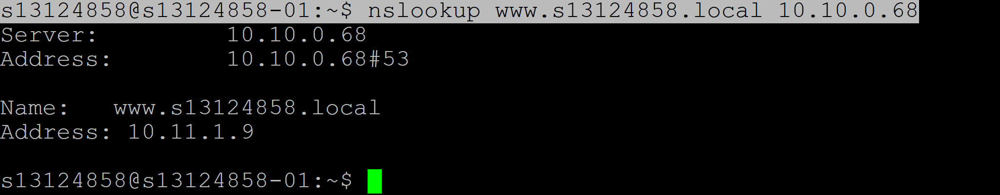 s13124858@s13124858-01:~$ nslookup www.s13124858.local 10.10.0.68
Server:         10.10.0.68
Address:        10.10.0.68#53
Name:   www.s13124858.local
Address: 10.11.1.9
s13124858@s13124858-01:~$